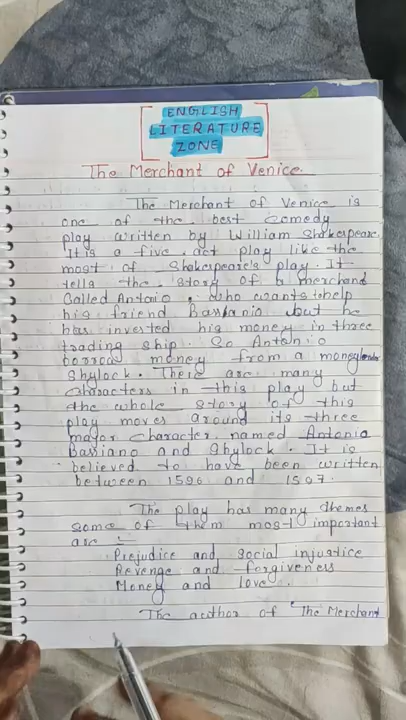 ENGLISH
LITERATURE
ZONE
The Merchant of Venice
The Merchant of Venice is
one of the best comedy
play written by William Shakespeare.
It is a five act play like the
most of Shakespeare's play. It
tells the story of a merchand
Called Antonio. who wants to help
his friend Bassanio but he
has inverted his money in three
trading ship. So Antonio
borrow money from a moneylender
Shylock. There are many
characters in this play but
the whole story of this
play moves around its three
major character named Antonio
Bassiano and Shylock. It is
believed to have been written
between 1596 and 1597.
The play has many themes
some of them most important
are :-
Prejudice and social injustice
Revenge and forgiveness
Money and love.
The author of "The Merchant